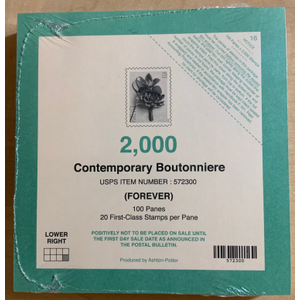 16
2,000
Contemporary Boutonniere
USPS ITEM NUMBER : 572300
(FOREVER)
100 Panes
20 First-Class Stamps per Pane
LOWER
RIGHT
POSITIVELY NOT TO BE PLACED ON SALE UNTIL
THE FIRST DAY SALE DATE AS ANNOUNCED IN
THE POSTAL BULLETIN.
Produced by Ashton-Potter
572300